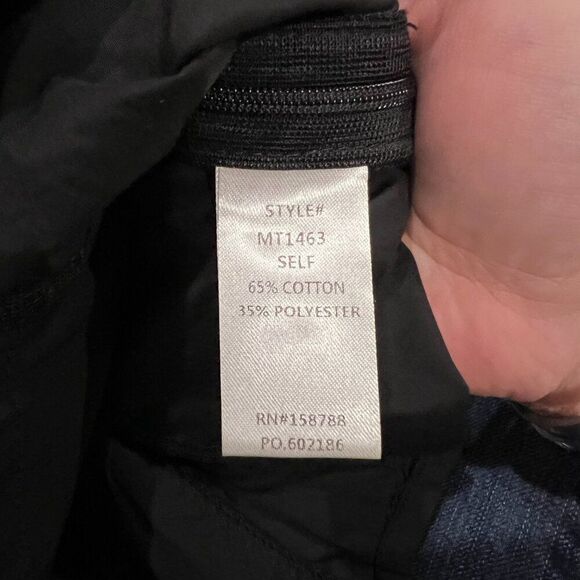 STYLE#
MT1463
SELF
65% COTTON
35% POLYESTER
RN#158788
PO.602186